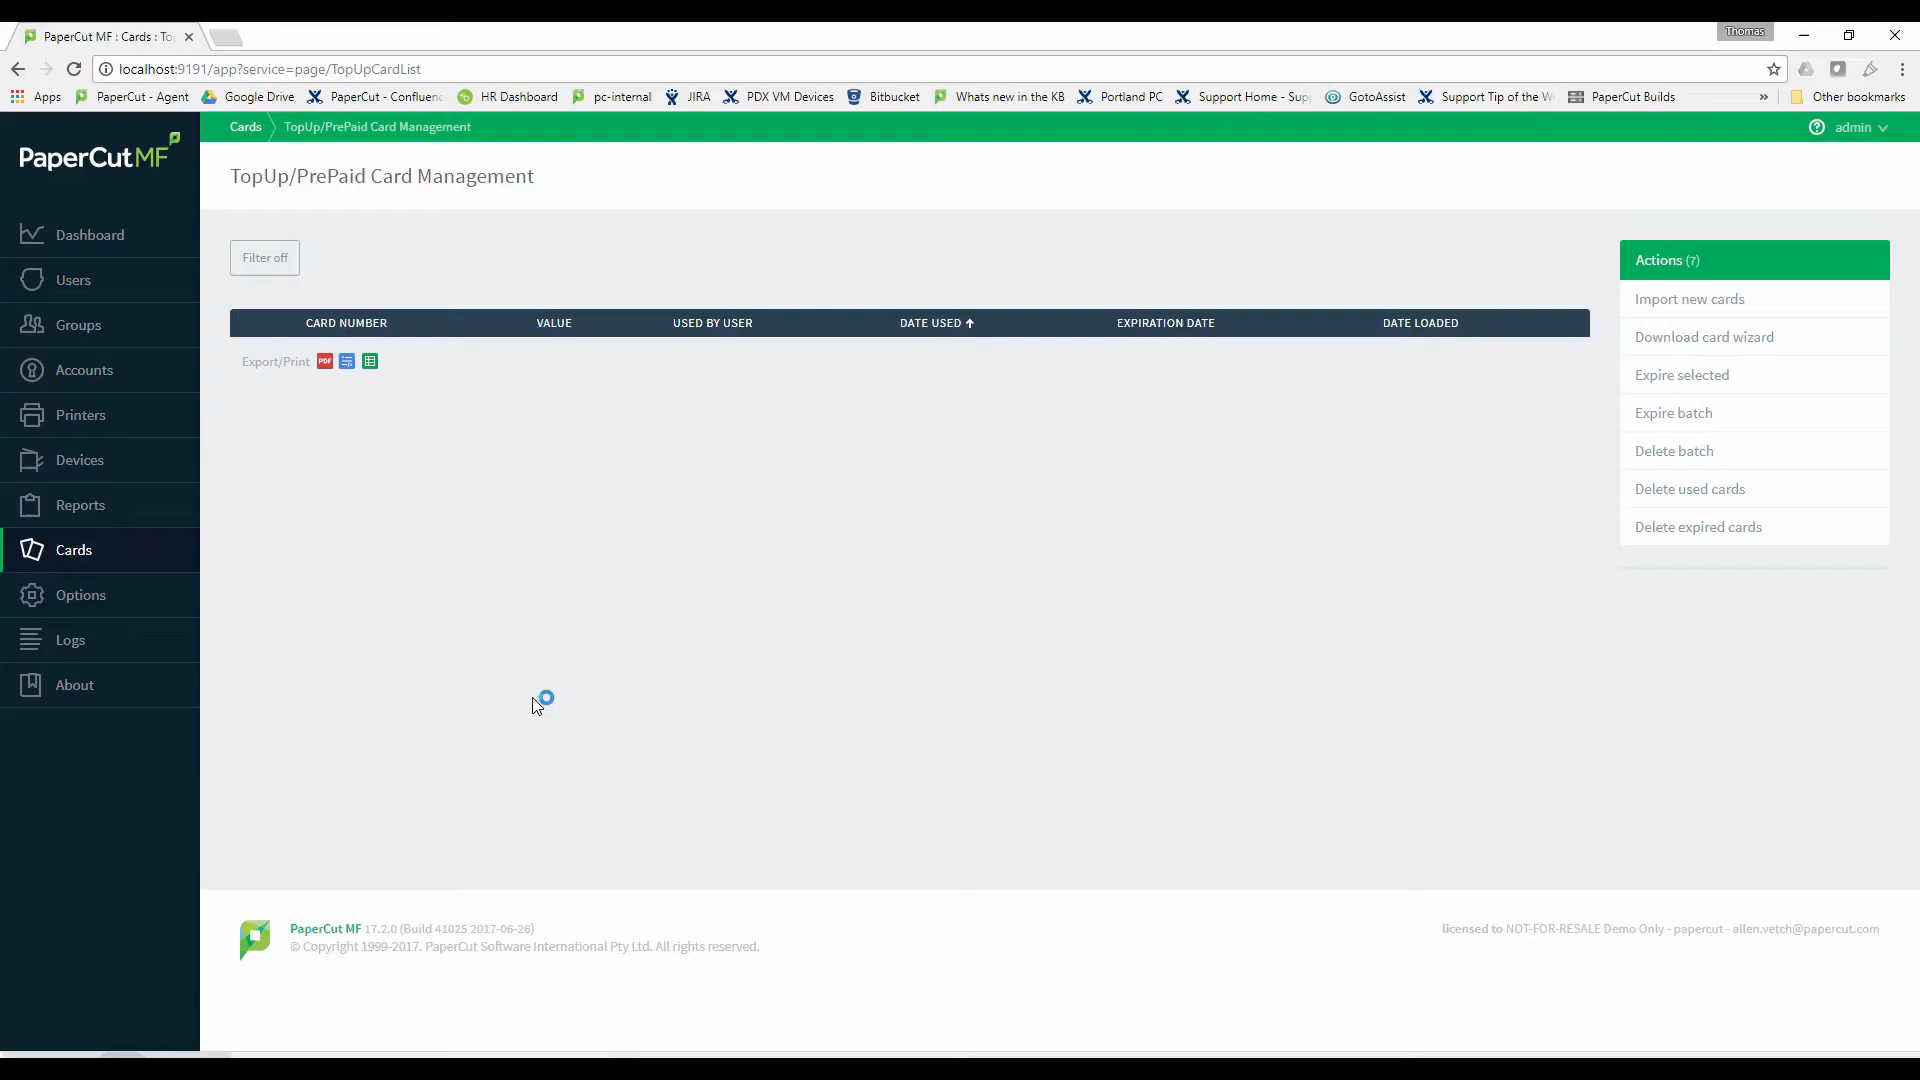 PaperCut MF : Cards : To
Thomas
localhost:9191/app?service=page/TopUpCardList
Apps
PaperCut - Agent
Google Drive
PaperCut - Confluen
HR Dashboard
pc-internal
JIRA
PDX VM Devices
Bitbucket
Whats new in the KB
Portland PC
Support Home - Sup
GotoAssist
Support Tip of the W
PaperCut Builds
»
Other bookmarks
PaperCutMF
Cards
TopUp/PrePaid Card Management
admin
TopUp/PrePaid Card Management
Dashboard
Users
Groups
Accounts
Printers
Devices
Reports
Cards
Options
Logs
About
Filter off
CARD NUMBER VALUE USED BY USER DATE USED EXPIRATION DATE DATE LOADED
Export/Print PDF
Actions (7)
Import new cards
Download card wizard
Expire selected
Expire batch
Delete batch
Delete used cards
Delete expired cards
PaperCut MF 17.2.0 (Build 41025 2017-06-26)
© Copyright 1999-2017. PaperCut Software International Pty Ltd. All rights reserved.
licensed to NOT-FOR-RESALE Demo Only - papercut - allen.vetch@papercut.com